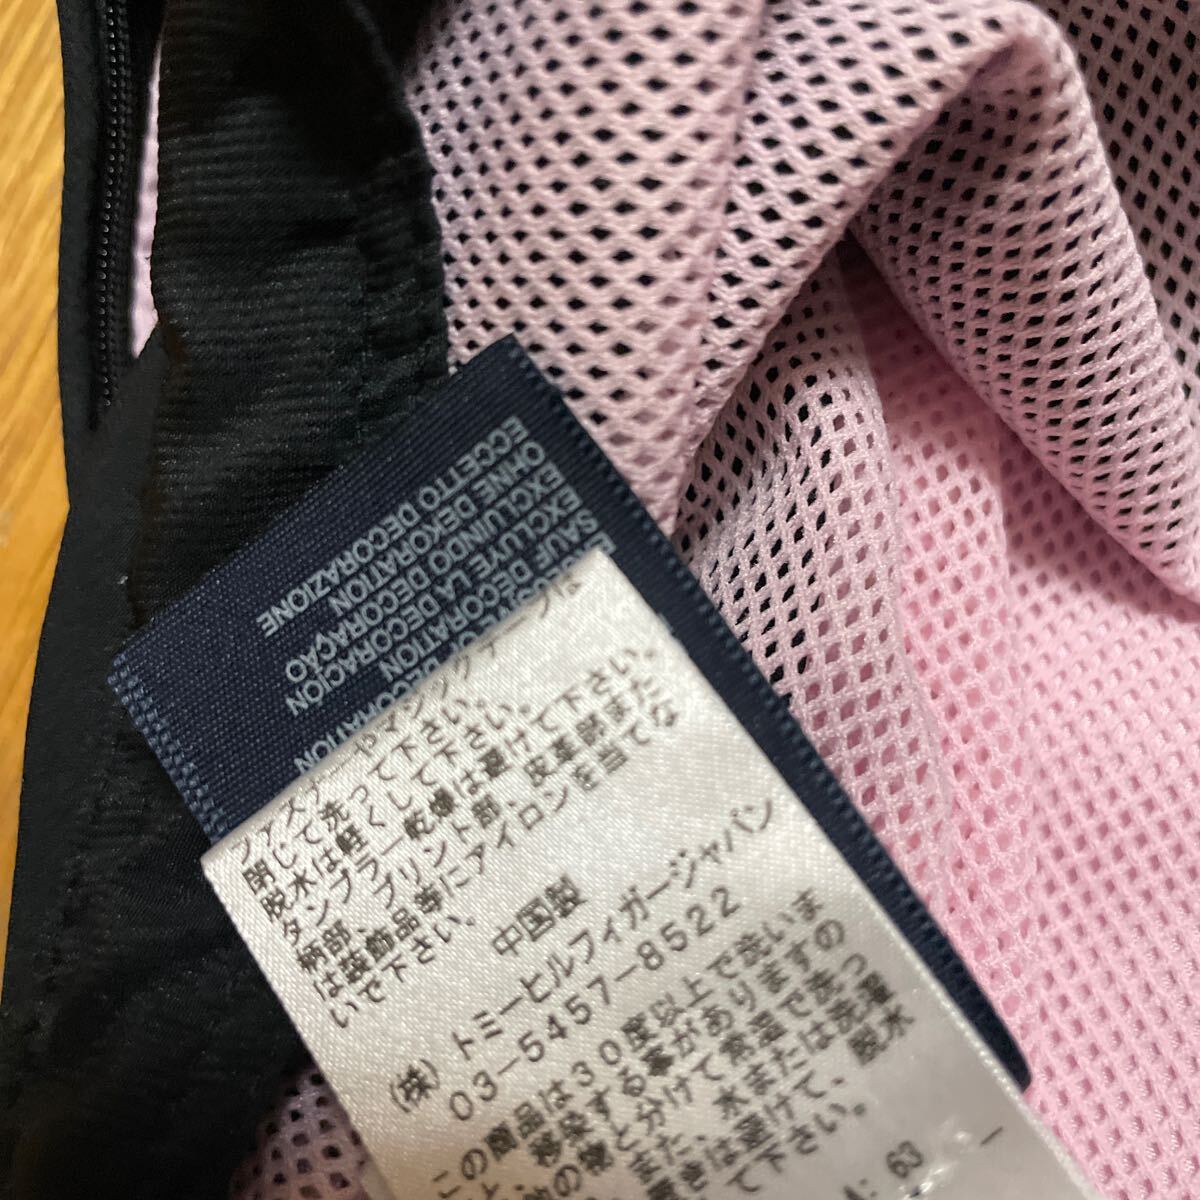 SAUF DECORATION
EXCLUYE LA DECORACION
EXCLUINDO DECORAÇÃO
OHNE DEKORATION
ECCETTO DECORAZIONE
閉じて洗って下さい。
脱水は軽くして下さい。
タンブラー乾燥は避けて下さい。
柄部、プリント部、皮革部また
は装飾品等にアイロンを当てな
いで下さい。
中国製
(株)トミーヒルフィガージャパン
03-5457-8522
この商品は30度以上で洗いま
移染する事がありますの
の物と分けて常温で洗っ
また、水または洗濯
きは避けて、脱水
て下さい。
A: 63 -